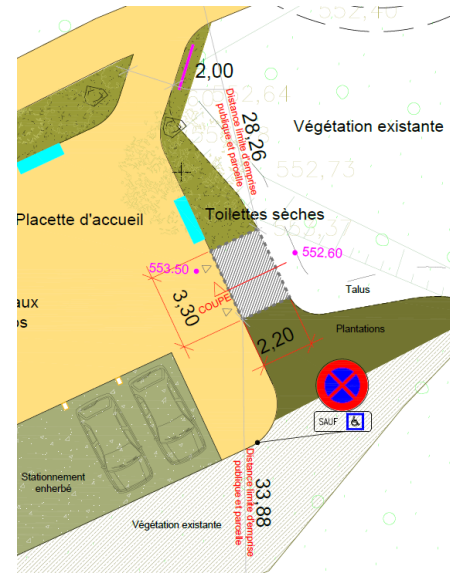 552,40
2,00
2,64
Distance limite d'emprise
publique et parcelle
28,26
Végétation existante
552,73
Placette d'accueil
Toilettes sèches
552.60
553.50
aux
s
COUPE
3,30
2,20
Talus
Plantations
SAUF
Stationnement
enherbé
Végétation existante
Distance limite d'emprise
publique et parcelle
33,88